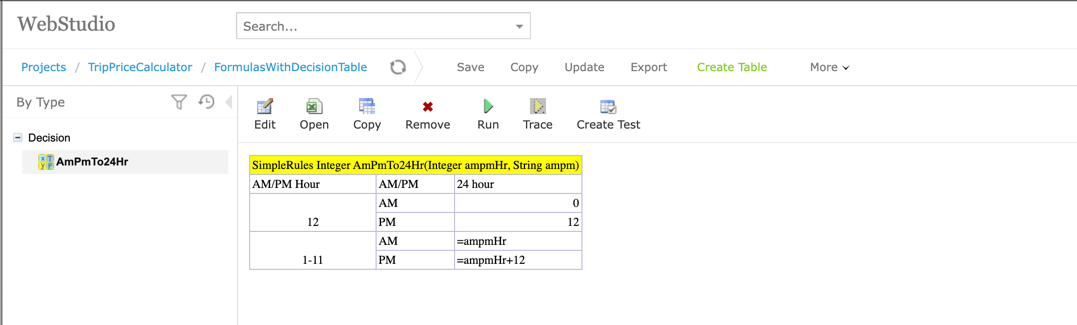 WebStudio
Search...
Projects / TripPriceCalculator / FormulasWithDecisionTable
Save Copy Update Export Create Table More
By Type
Edit Open Copy Remove Run Trace Create Test
Decision
AmPmTo24Hr
SimpleRules Integer AmPmTo24Hr(Integer ampmHr, String ampm)
AM/PM Hour AM/PM 24 hour
AM 0
12 PM 12
AM =ampmHr
1-11 PM =ampmHr+12